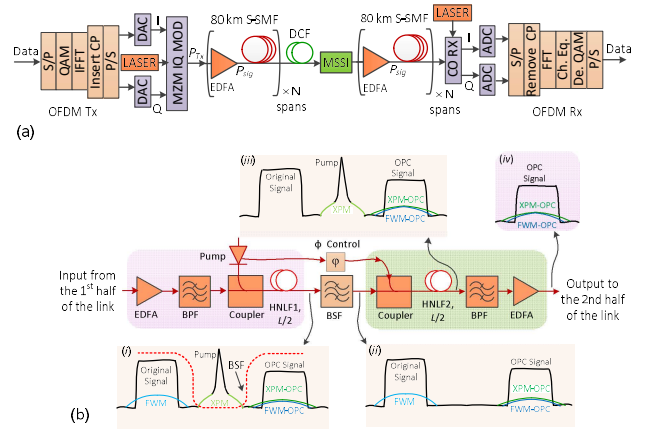 80 km S-SMF
DCF
80 km S-SMF
LASER
Data
S/P
QAM
IFFT
Insert CP
P/S
DAC
I
LASER
DAC
Q
MZM IQ MOD
P_Tx
P_sig
EDFA
×N
spans
MSSI
P_sig
EDFA
×N
spans
CO RX
I
ADC
Q
ADC
S/P
Remove CP
FFT
Ch. Eq.
De. QAM
P/S
Data
OFDM Tx
OFDM Rx
(a)
(iii)
Pump
Original
Signal
XPM
OPC
Signal
XPM-OPC
FWM-OPC
(iv)
OPC
Signal
XPM-OPC
FWM-OPC
ϕ Control
φ
Pump
Input from
the 1st half
of the link
EDFA
BPF
Coupler
HNLF1,
L/2
BSF
Coupler
HNLF2,
L/2
BPF
EDFA
Output to
the 2nd half
of the link
(i)
Pump
BSF
Original
Signal
FWM
XPM
OPC Signal
XPM-OPC
FWM-OPC
(ii)
Original
Signal
FWM
OPC Signal
XPM-OPC
FWM-OPC
(b)